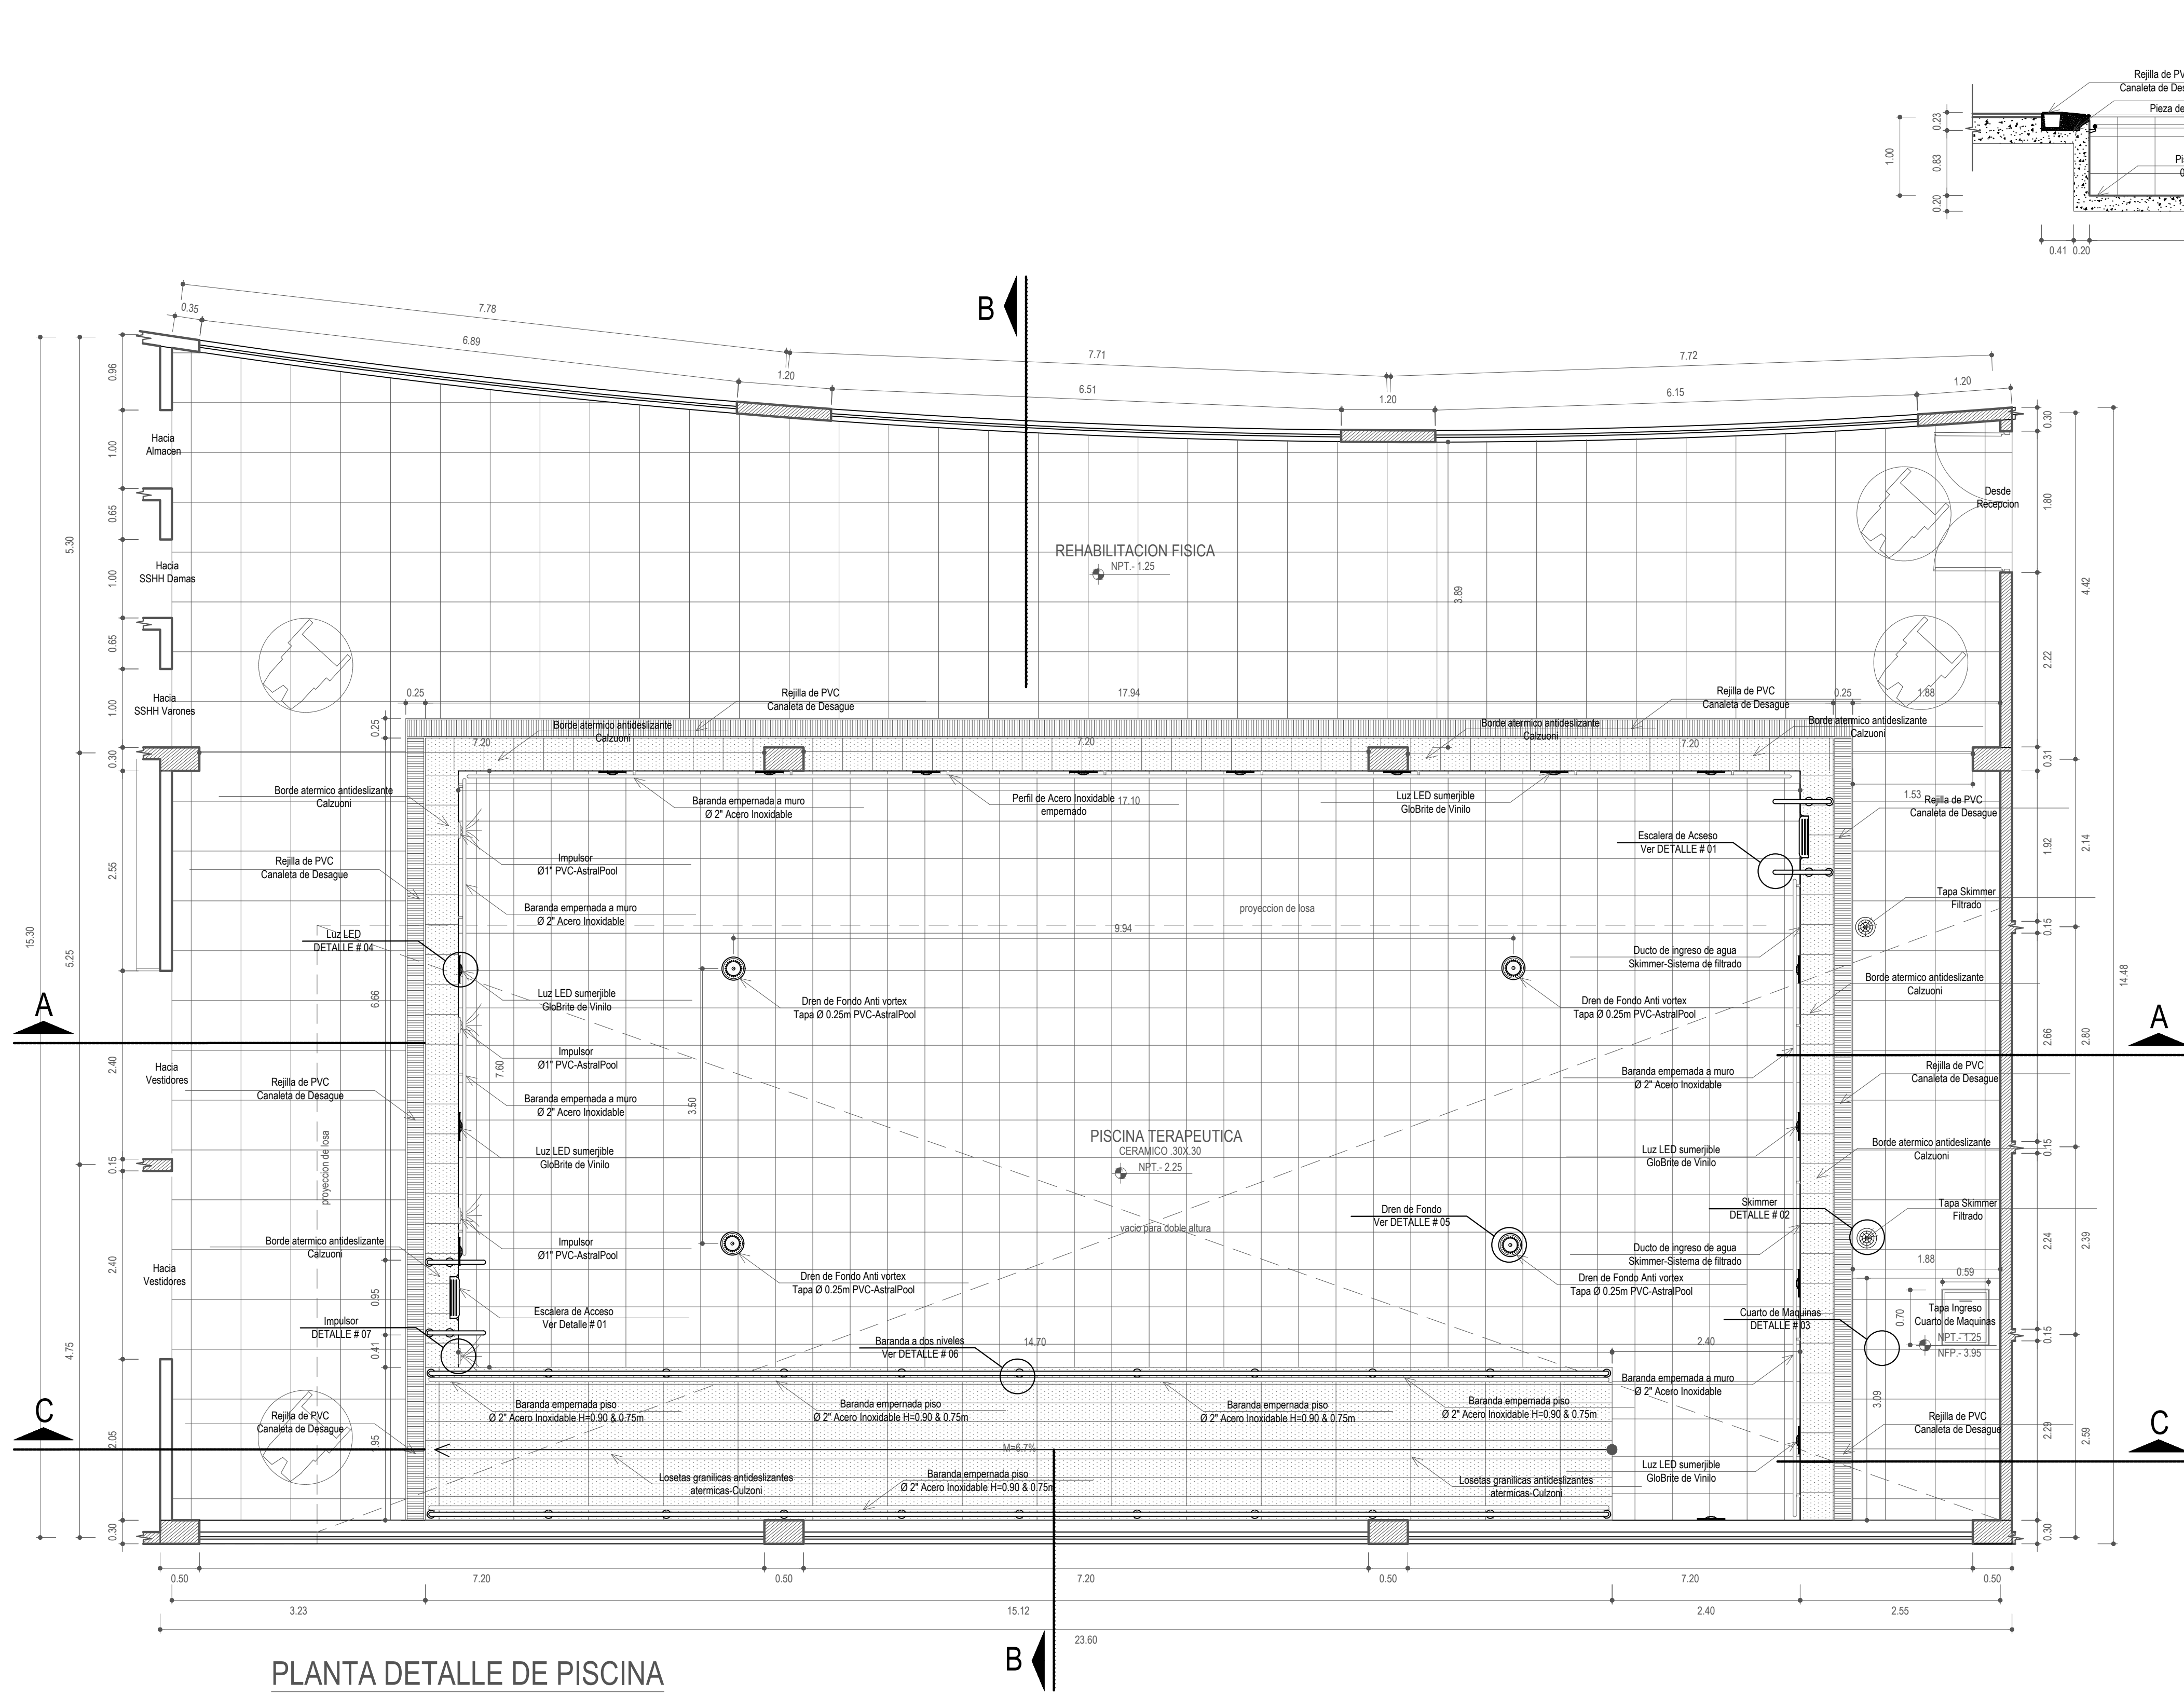 Rejilla de PV
Canaleta de Des
Pieza de
Pi
0
0.23
1.00
0.83
0.20
0.41 0.20
B
7.78
0.35
6.89
7.71
7.72
1.20
6.51
1.20
6.15
1.20
0.96
0.30
Hacia
Almacen
1.00
Desde
Recepcion
1.80
0.65
5.30
REHABILITACION FISICA
NPT.- 1.25
Hacia
SSHH Damas
1.00
3.89
4.42
0.65
2.22
Hacia
SSHH Varones
1.00
0.25
Rejilla de PVC
Canaleta de Desague
17.94
Rejilla de PVC
Canaleta de Desague
0.25
1.88
0.25
Borde atermico antideslizante
Calzuoni
Borde atermico antideslizante
Calzuoni
Borde atermico antideslizante
Calzuoni
7.20
7.20
7.20
0.30
0.31
Borde atermico antideslizante
Calzuoni
Baranda empernada a muro
Ø 2" Acero Inoxidable
Perfil de Acero Inoxidable
empernado
17.10
Luz LED sumerjible
GloBrite de Vinilo
1.53
Rejilla de PVC
Canaleta de Desague
Escalera de Acseso
Ver DETALLE # 01
1.92
2.14
Rejilla de PVC
Canaleta de Desague
Impulsor
Ø1" PVC-AstralPool
2.55
Tapa Skimmer
Filtrado
Baranda empernada a muro
Ø 2" Acero Inoxidable
proyeccion de losa
9.94
0.15
15.30
5.25
Luz LED
DETALLE # 04
Ducto de ingreso de agua
Skimmer-Sistema de filtrado
Borde atermico antideslizante
Calzuoni
14.48
6.66
Luz LED sumerjible
GloBrite de Vinilo
Dren de Fondo Anti vortex
Tapa Ø 0.25m PVC-AstralPool
Dren de Fondo Anti vortex
Tapa Ø 0.25m PVC-AstralPool
A
A
2.40
Hacia
Vestidores
Impulsor
Ø1" PVC-AstralPool
7.60
2.66
2.80
Rejilla de PVC
Canaleta de Desague
Baranda empernada a muro
Ø 2" Acero Inoxidable
Rejilla de PVC
Canaleta de Desague
Baranda empernada a muro
Ø 2" Acero Inoxidable
3.50
PISCINA TERAPEUTICA
CERAMICO .30X.30
NPT.- 2.25
Luz LED sumerjible
GloBrite de Vinilo
Luz LED sumerjible
GloBrite de Vinilo
Borde atermico antideslizante
Calzuoni
0.15
0.15
proyeccion de losa
Skimmer
DETALLE # 02
Tapa Skimmer
Filtrado
Dren de Fondo
Ver DETALLE # 05
vacio para doble altura
Borde atermico antideslizante
Calzuoni
Impulsor
Ø1" PVC-AstralPool
Ducto de ingreso de agua
Skimmer-Sistema de filtrado
2.24
2.39
2.40
Hacia
Vestidores
Dren de Fondo Anti vortex
Tapa Ø 0.25m PVC-AstralPool
Dren de Fondo Anti vortex
Tapa Ø 0.25m PVC-AstralPool
1.88
0.59
0.95
Escalera de Acceso
Ver Detalle # 01
Cuarto de Maquinas
DETALLE # 03
0.70
Tapa Ingreso
Cuarto de Maquinas
NPT.- 1.25
NFP.- 3.95
0.15
Impulsor
DETALLE # 07
Baranda a dos niveles
Ver DETALLE # 06
14.70
2.40
4.75
0.41
Baranda empernada a muro
Ø 2" Acero Inoxidable
3.09
Baranda empernada piso
Ø 2" Acero Inoxidable H=0.90 & 0.75m
Baranda empernada piso
Ø 2" Acero Inoxidable H=0.90 & 0.75m
Baranda empernada piso
Ø 2" Acero Inoxidable H=0.90 & 0.75m
Baranda empernada piso
Ø 2" Acero Inoxidable H=0.90 & 0.75m
C
Rejilla de PVC
Canaleta de Desague
Rejilla de PVC
Canaleta de Desague
C
2.05
M=6.7%
2.29
2.59
Losetas granilicas antideslizantes
atermicas-Culzoni
Baranda empernada piso
Ø 2" Acero Inoxidable H=0.90 & 0.75m
Losetas granilicas antideslizantes
atermicas-Culzoni
Luz LED sumerjible
GloBrite de Vinilo
0.30
0.30
0.50
7.20
0.50
7.20
0.50
7.20
0.50
3.23
15.12
2.40
2.55
23.60
B
PLANTA DETALLE DE PISCINA